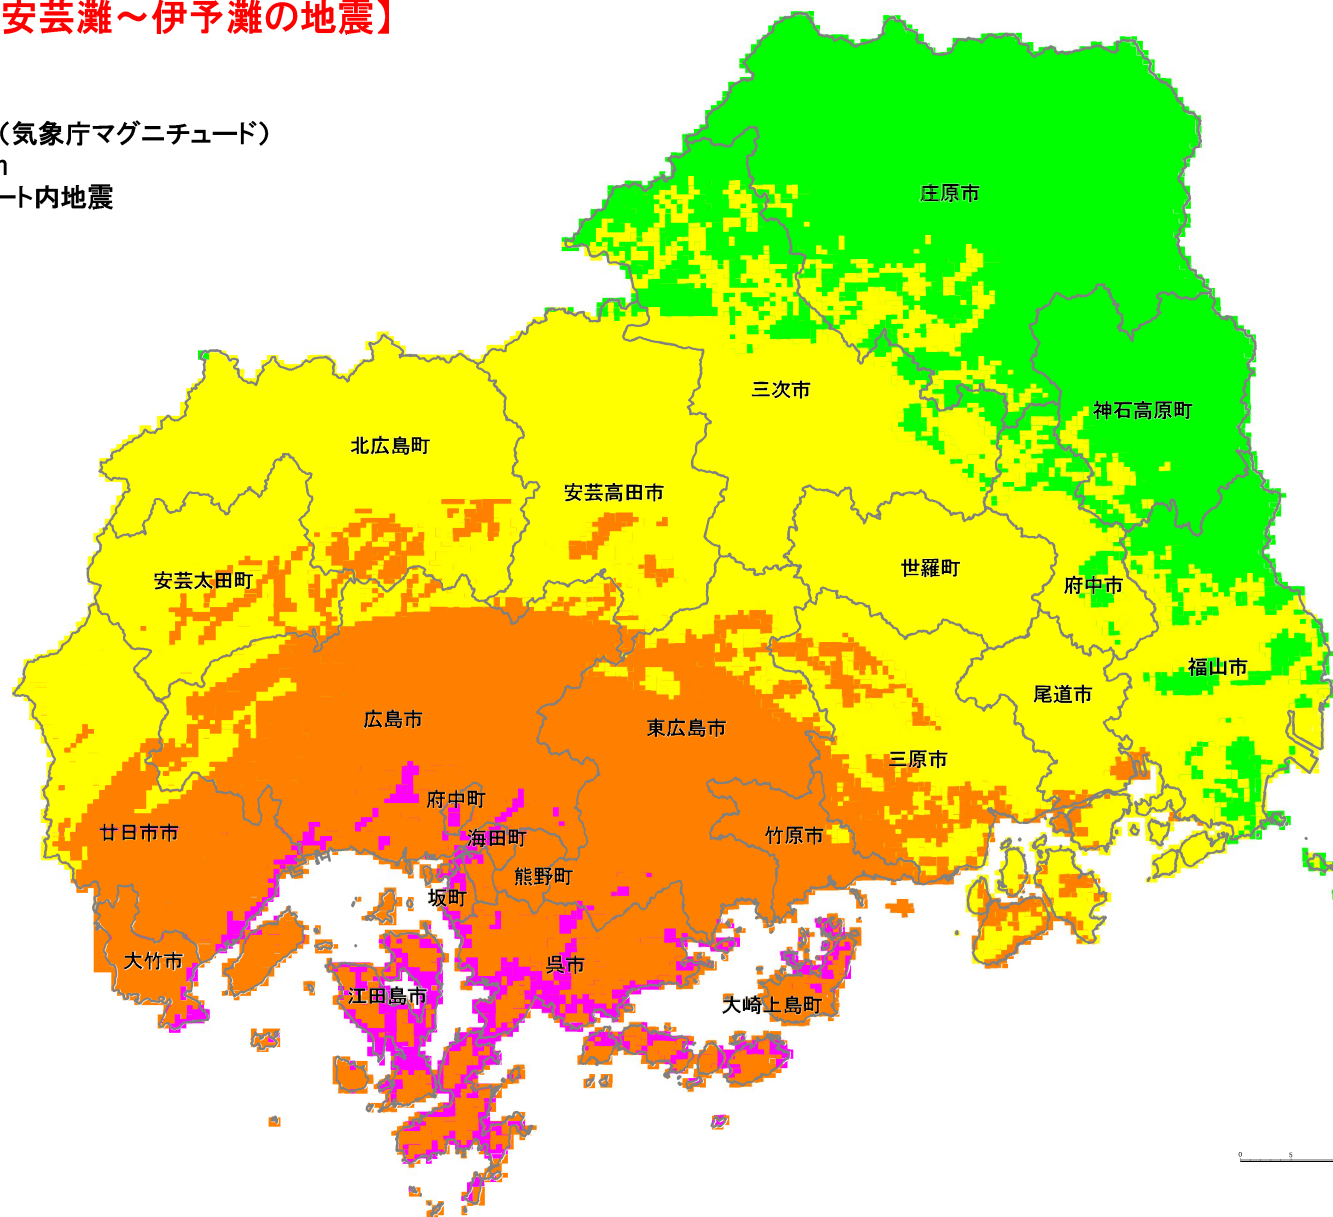 安芸灘～伊予灘の地震】
（気象庁マグニチュード）
m
ート内地震
庄原市
三次市
神石高原町
北広島町
安芸高田市
世羅町
安芸太田町
府中市
福山市
尾道市
広島市
東広島市
三原市
府中町
廿日市市
海田町
竹原市
熊野町
坂町
大竹市
呉市
江田島市
大崎上島町
0 5